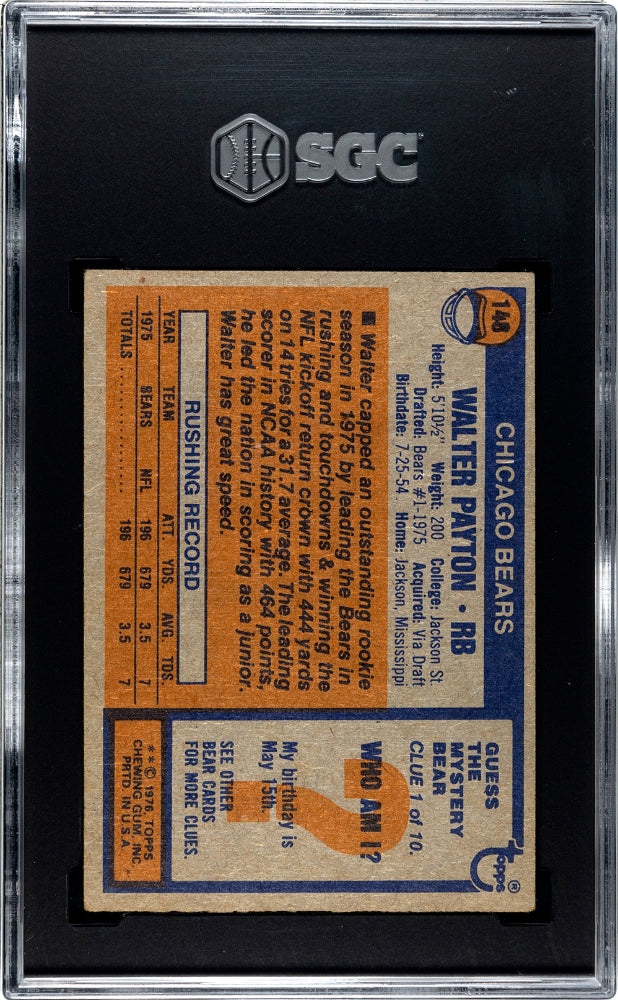 SGC
148
CHICAGO BEARS
WALTER PAYTON • RB
Height: 5'10½" Weight: 200 College: Jackson St.
Drafted: Bears #1-1975 Acquired: Via Draft
Birthdate: 7-25-54 Home: Jackson, Mississippi
■ Walter capped an outstanding rookie
season in 1975 by leading the Bears in
rushing and touchdowns & winning the
NFL kickoff return crown with 444 yards
on 14 tries for a 31.7 average. The leading
scorer in NCAA history with 464 points,
he led the nation in scoring as a junior.
Walter has great speed.
RUSHING RECORD
YEAR TEAM ATT. YDS. AVG TDS.
1975 BEARS NFL 196 679 3.5 7
TOTALS .............. 196 679 3.5 7
topps®
GUESS
THE
MYSTERY
BEAR
CLUE 1 of 10.
?
WHO AM I?
My birthday is
May 15th.
SEE OTHER
BEAR CARDS
FOR MORE CLUES.
**© 1976 TOPPS
CHEWING GUM, INC.
PRTD. IN U.S.A.